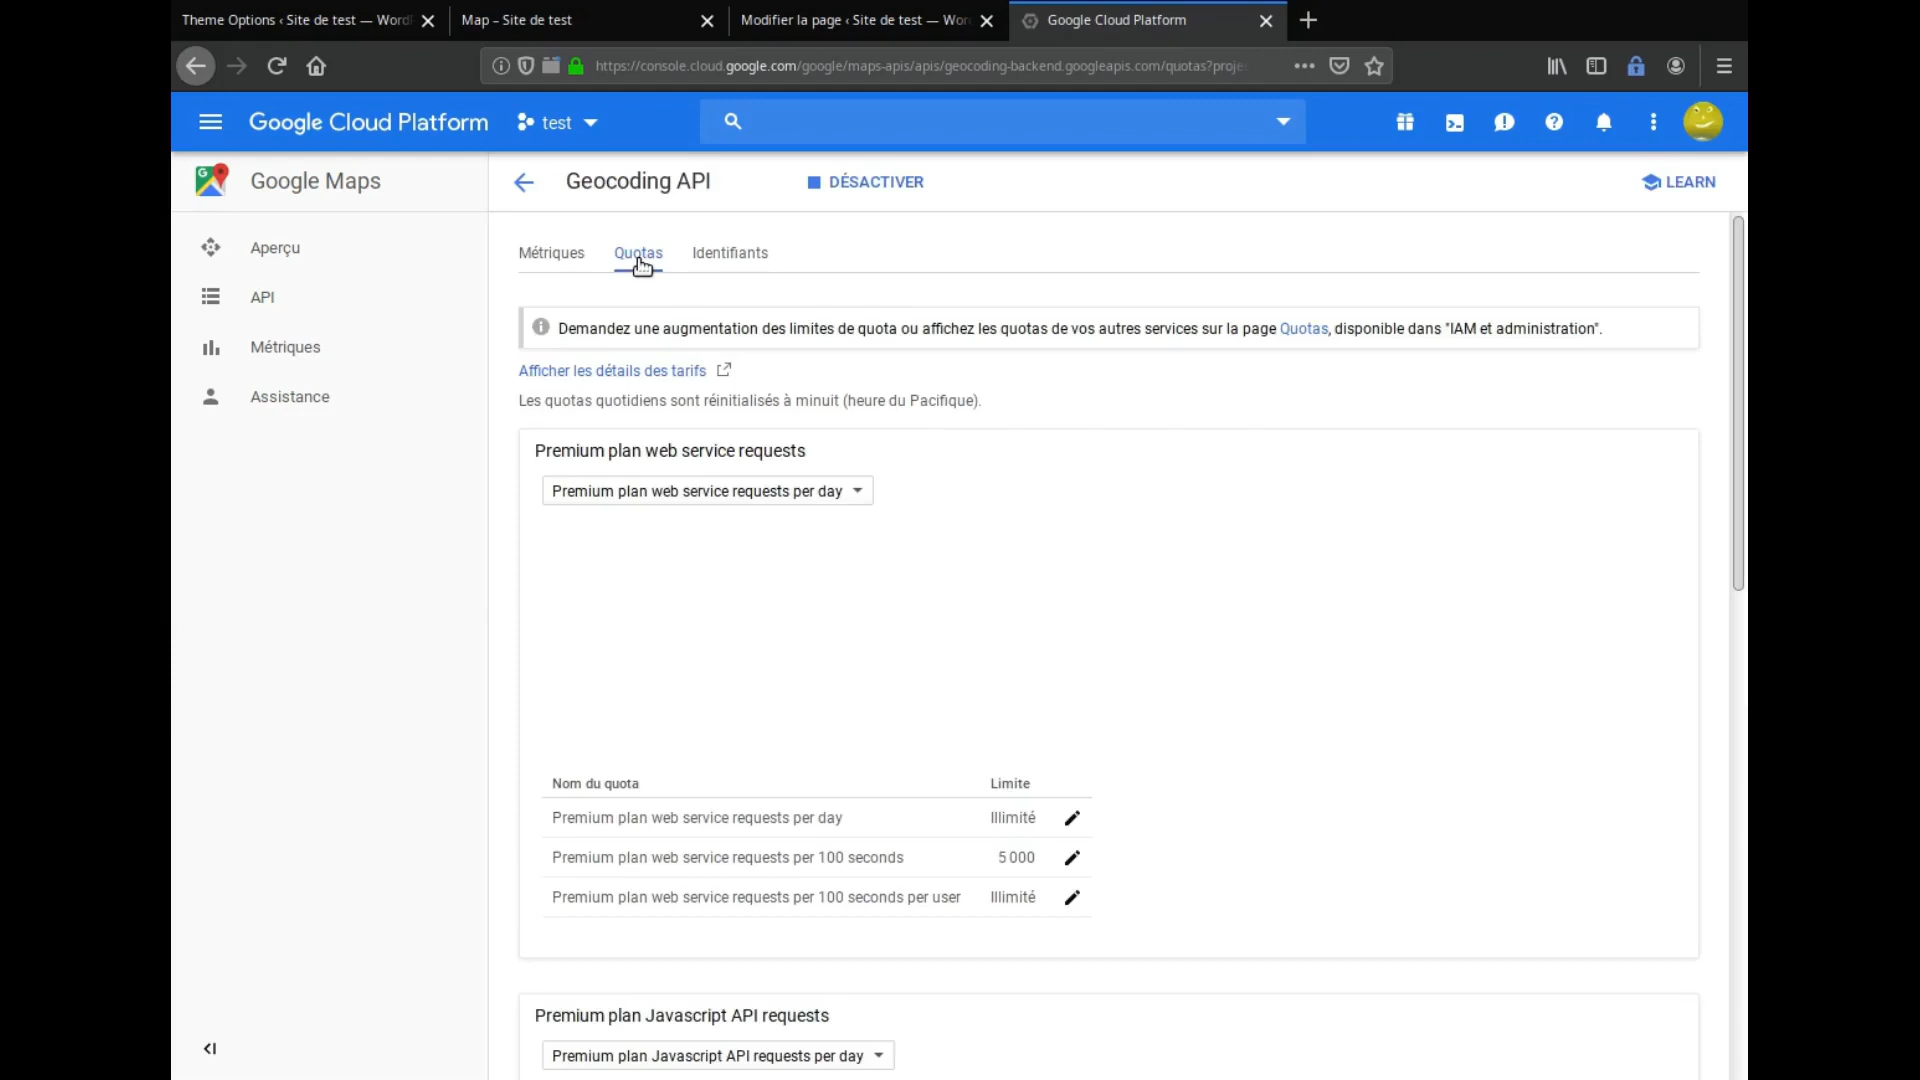 Theme Options ‹ Site de test — Word
Map – Site de test
Modifier la page ‹ Site de test — Wor
Google Cloud Platform
https://console.cloud.google.com/google/maps-apis/apis/geocoding-backend.googleapis.com/quotas?proje
Google Cloud Platform
test
Google Maps
Geocoding API
DÉSACTIVER
LEARN
Aperçu
API
Métriques
Assistance
Métriques
Quotas
Identifiants
Demandez une augmentation des limites de quota ou affichez les quotas de vos autres services sur la page Quotas, disponible dans "IAM et administration".
Afficher les détails des tarifs
Les quotas quotidiens sont réinitialisés à minuit (heure du Pacifique).
Premium plan web service requests
Premium plan web service requests per day
Nom du quota Limite
Premium plan web service requests per day Illimité
Premium plan web service requests per 100 seconds 5 000
Premium plan web service requests per 100 seconds per user Illimité
Premium plan Javascript API requests
Premium plan Javascript API requests per day